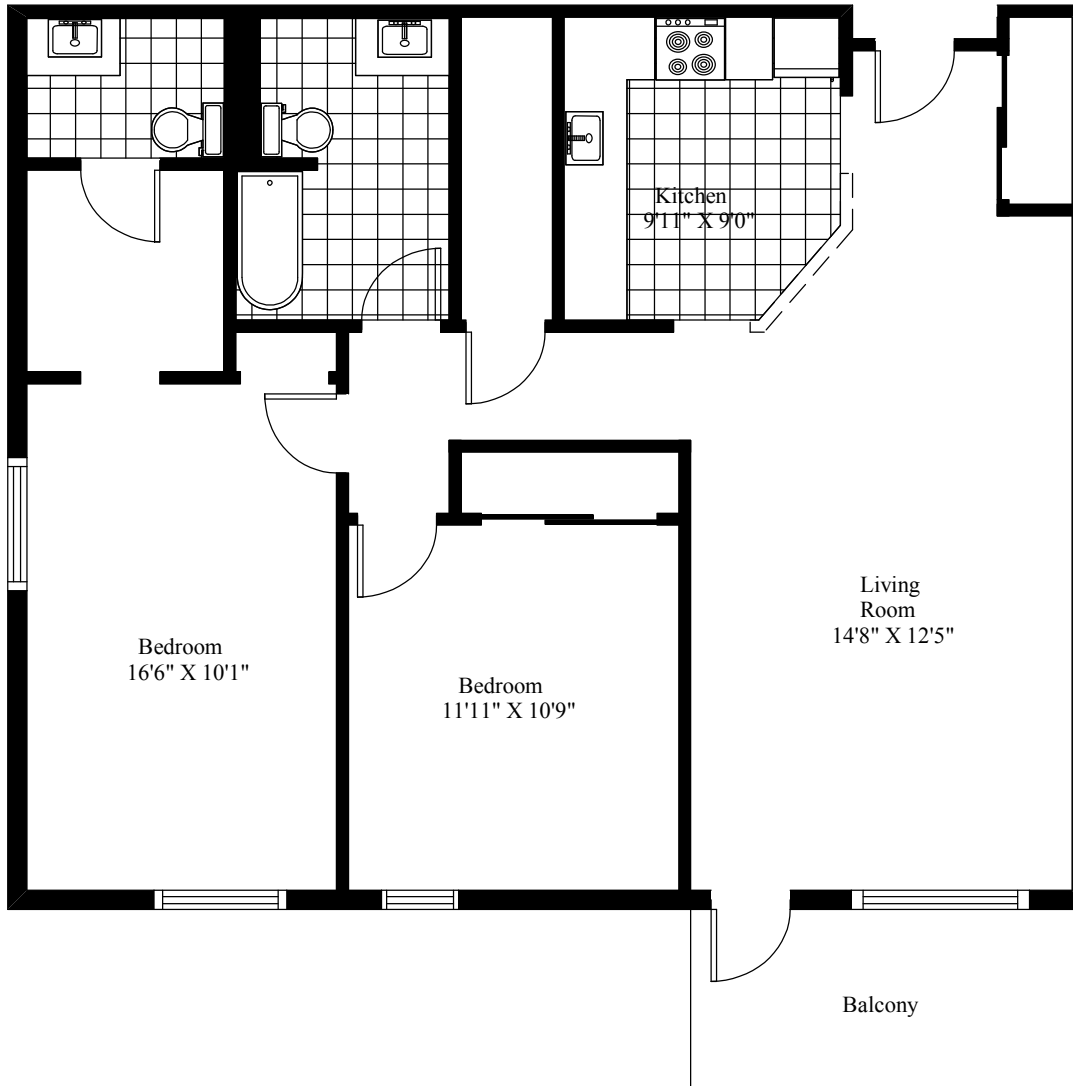 Kitchen
9'11" X 9'0"
Living
Room
14'8" X 12'5"
Bedroom
16'6" X 10'1"
Bedroom
11'11" X 10'9"
Balcony